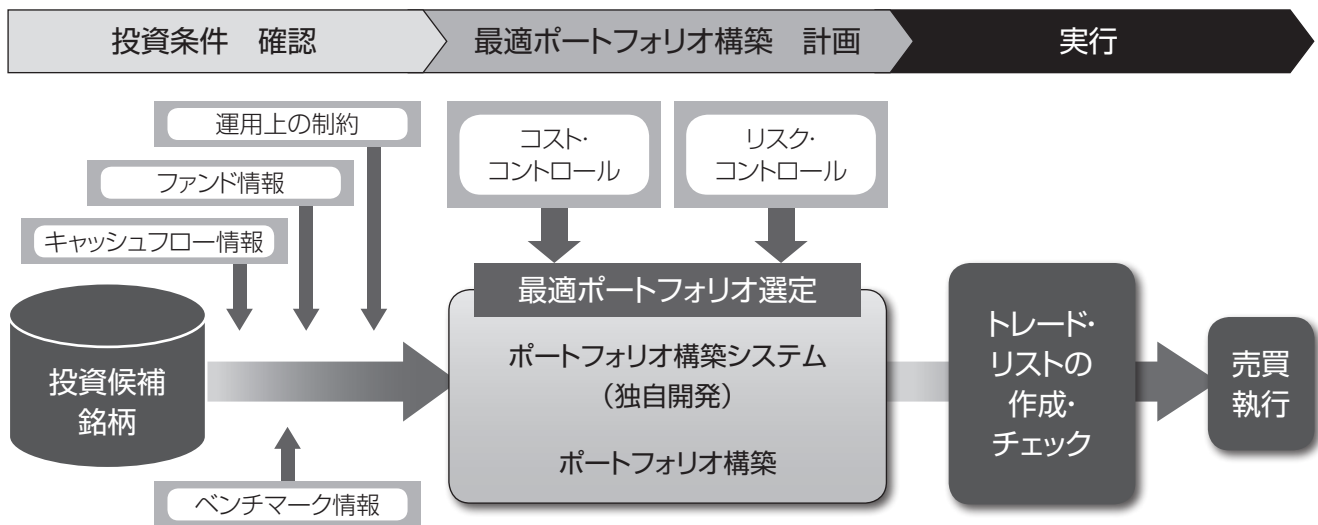 投資条件　確認
最適ポートフォリオ構築　計画
実行
運用上の制約
ファンド情報
キャッシュフロー情報
投資候補
銘柄
ベンチマーク情報
コスト・
コントロール
リスク・
コントロール
最適ポートフォリオ選定
ポートフォリオ構築システム
（独自開発）
ポートフォリオ構築
トレード・
リストの
作成・
チェック
売買
執行